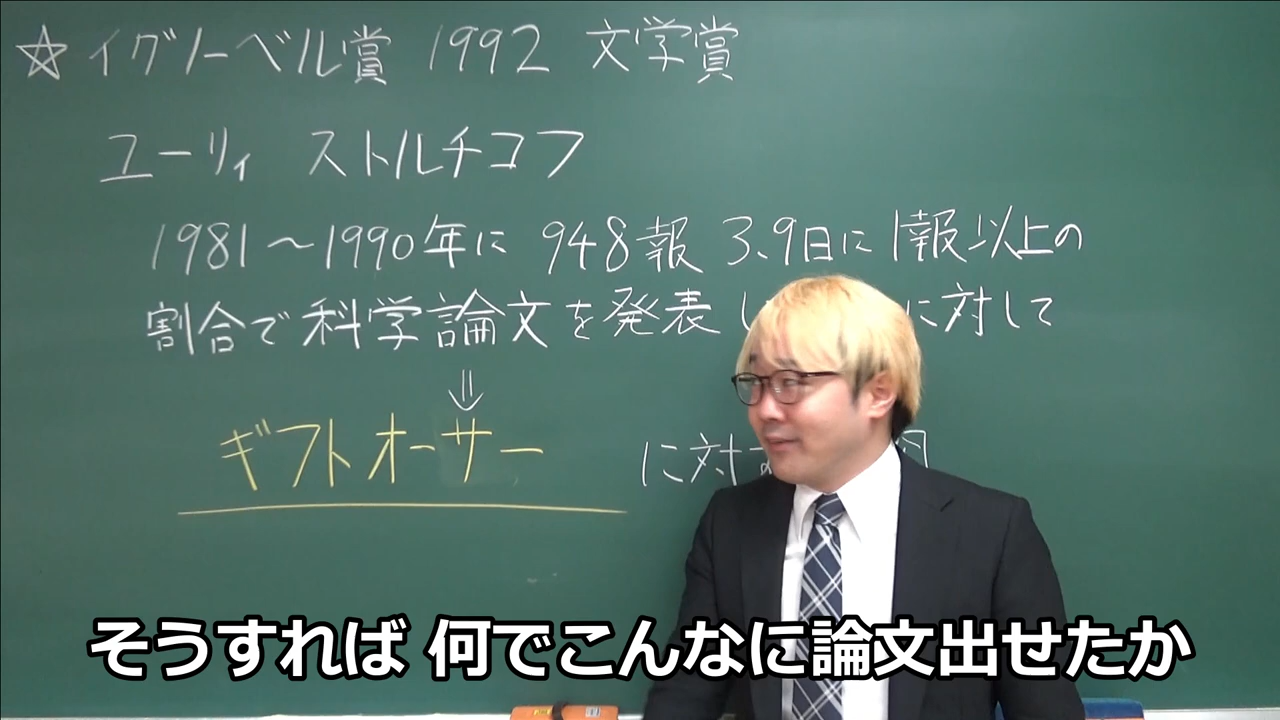 ☆ イグノーベル賞 1992 文学賞
ユーリィ ストルチコフ
1981～1990年に 948報 3.9日に1報以上の
割合で科学論文を発表し に対して
⇓
ギフトオーサー に対す
そうすれば 何でこんなに論文出せたか